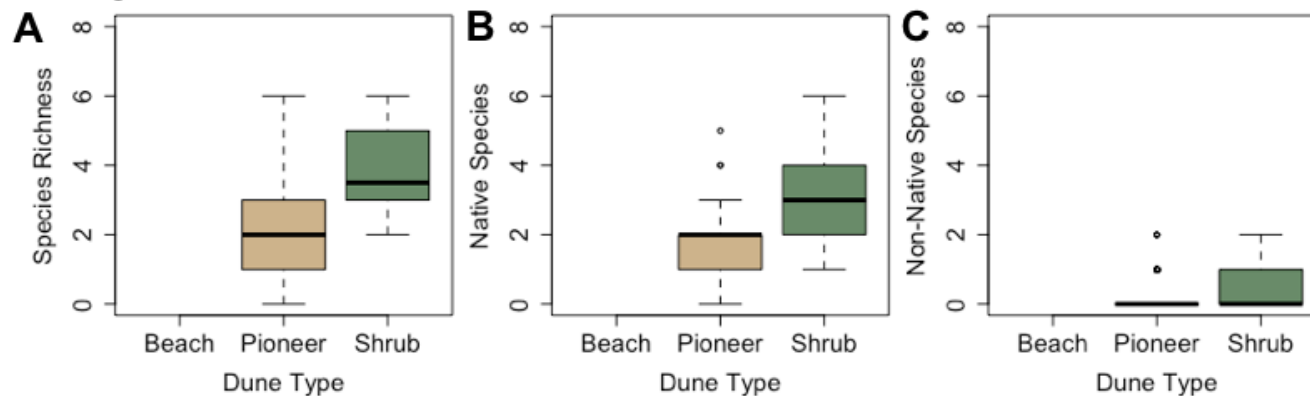 A
Species Richness
8
6
4
2
0
Beach Pioneer Shrub
Dune Type
B
Native Species
8
6
4
2
0
Beach Pioneer Shrub
Dune Type
C
Non-Native Species
8
6
4
2
0
Beach Pioneer Shrub
Dune Type